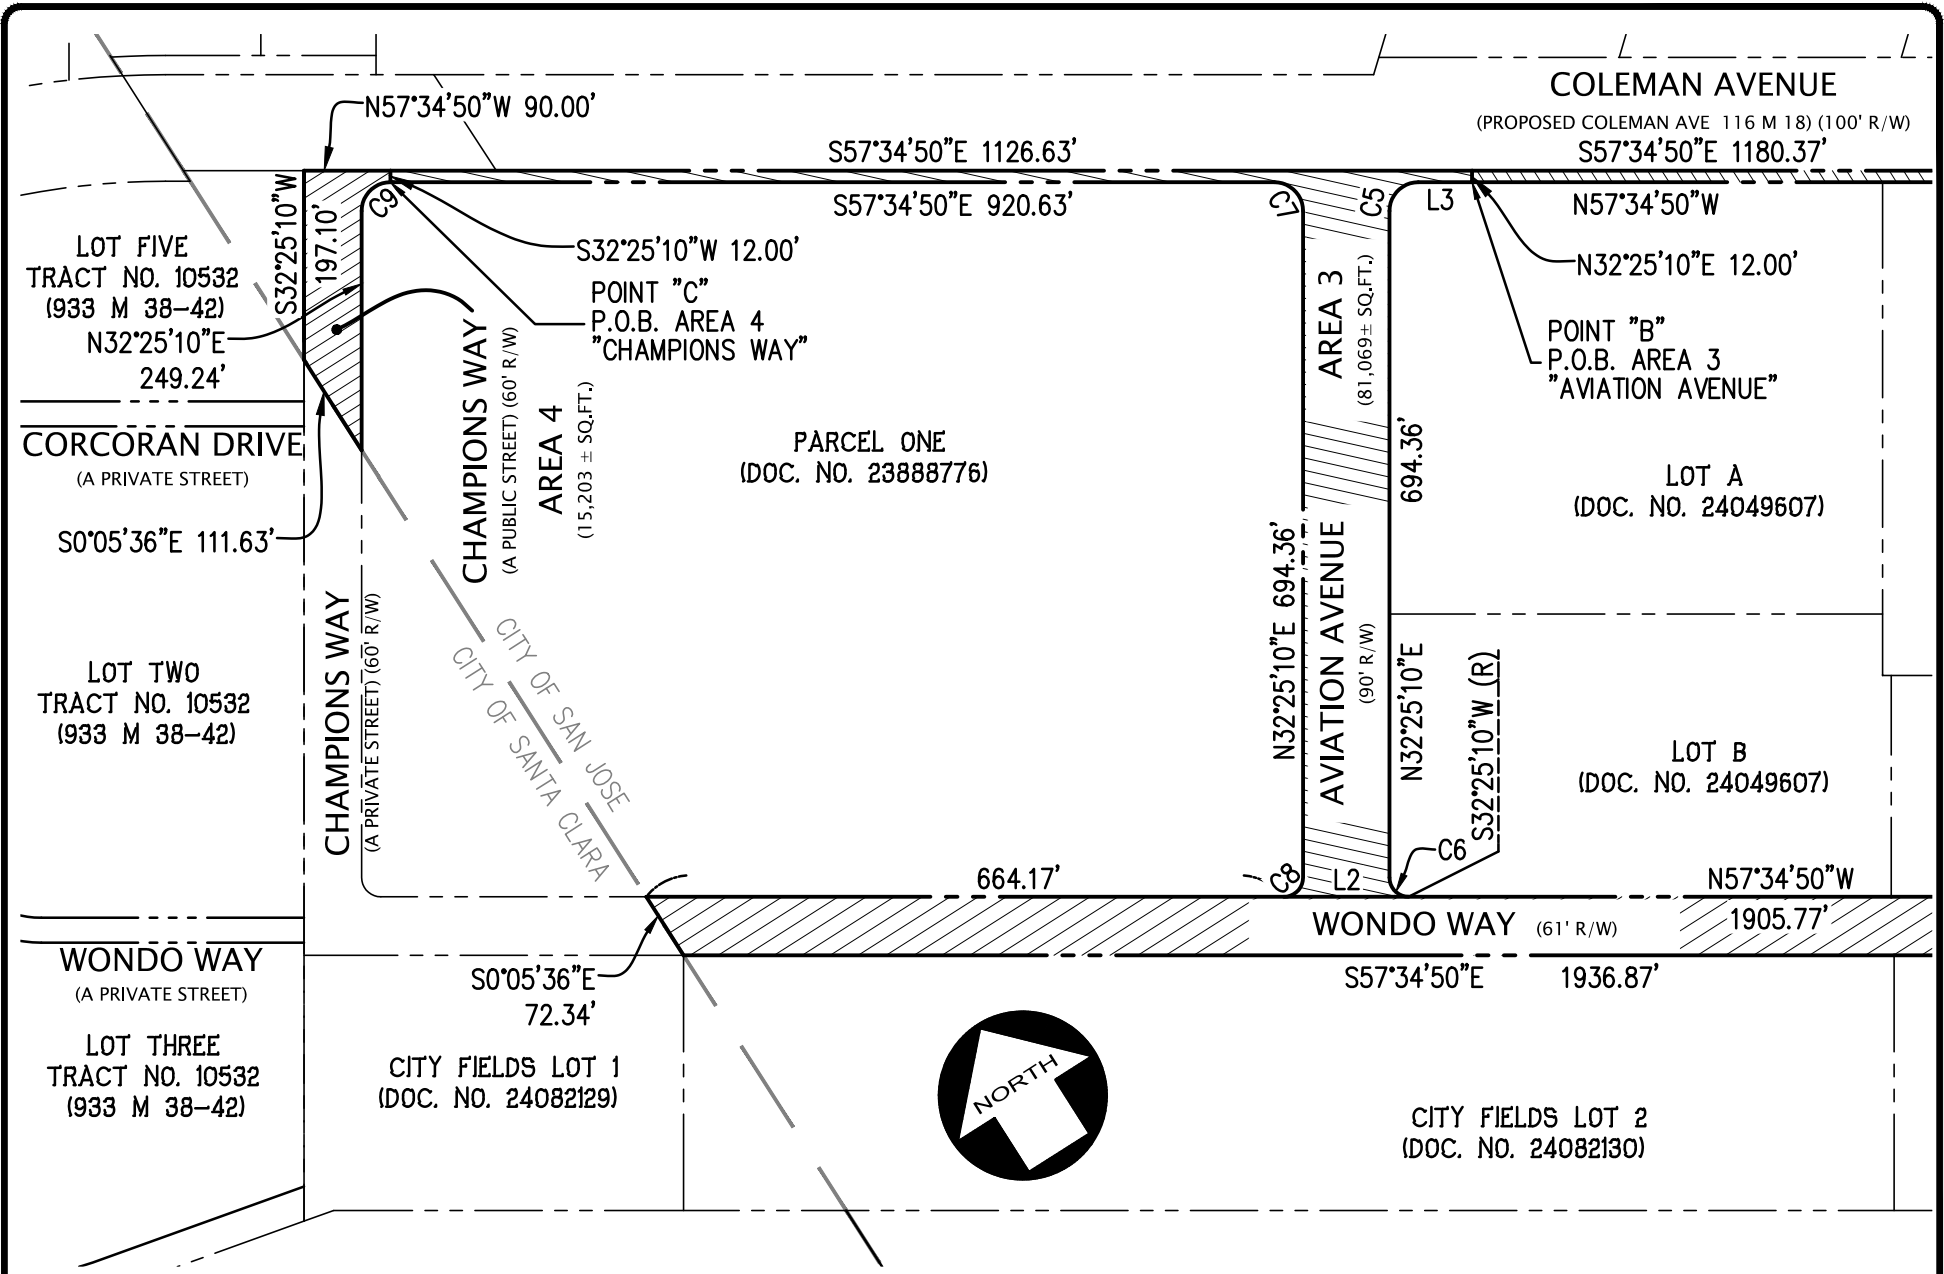 COLEMAN AVENUE
(PROPOSED COLEMAN AVE 116 M 18) (100' R/W)
N57°34'50"W 90.00'
S57°34'50"E 1126.63'
S57°34'50"E 1180.37'
S57°34'50"E 920.63'
C9
C7
C5
L3
N57°34'50"W
S32°25'10"W
197.10'
S32°25'10"W 12.00'
N32°25'10"E 12.00'
LOT FIVE
TRACT NO. 10532
(933 M 38-42)
N32°25'10"E
249.24'
POINT "C"
P.O.B. AREA 4
"CHAMPIONS WAY"
POINT "B"
P.O.B. AREA 3
"AVIATION AVENUE"
AREA 3
(81,069± SQ.FT.)
CHAMPIONS WAY
(A PUBLIC STREET) (60' R/W)
AREA 4
(15,203 ± SQ.FT.)
CORCORAN DRIVE
(A PRIVATE STREET)
S0°05'36"E 111.63'
PARCEL ONE
(DOC. NO. 23888776)
694.36'
LOT A
(DOC. NO. 24049607)
N32°25'10"E 694.36'
AVIATION AVENUE
(90' R/W)
N32°25'10"E
S32°25'10"W (R)
LOT TWO
TRACT NO. 10532
(933 M 38-42)
CHAMPIONS WAY
(A PRIVATE STREET) (60' R/W)
CITY OF SAN JOSE
CITY OF SANTA CLARA
LOT B
(DOC. NO. 24049607)
C6
C8
L2
664.17'
N57°34'50"W
1905.77'
WONDO WAY (61' R/W)
WONDO WAY
(A PRIVATE STREET)
S0°05'36"E
72.34'
S57°34'50"E 1936.87'
LOT THREE
TRACT NO. 10532
(933 M 38-42)
CITY FIELDS LOT 1
(DOC. NO. 24082129)
NORTH
CITY FIELDS LOT 2
(DOC. NO. 24082130)